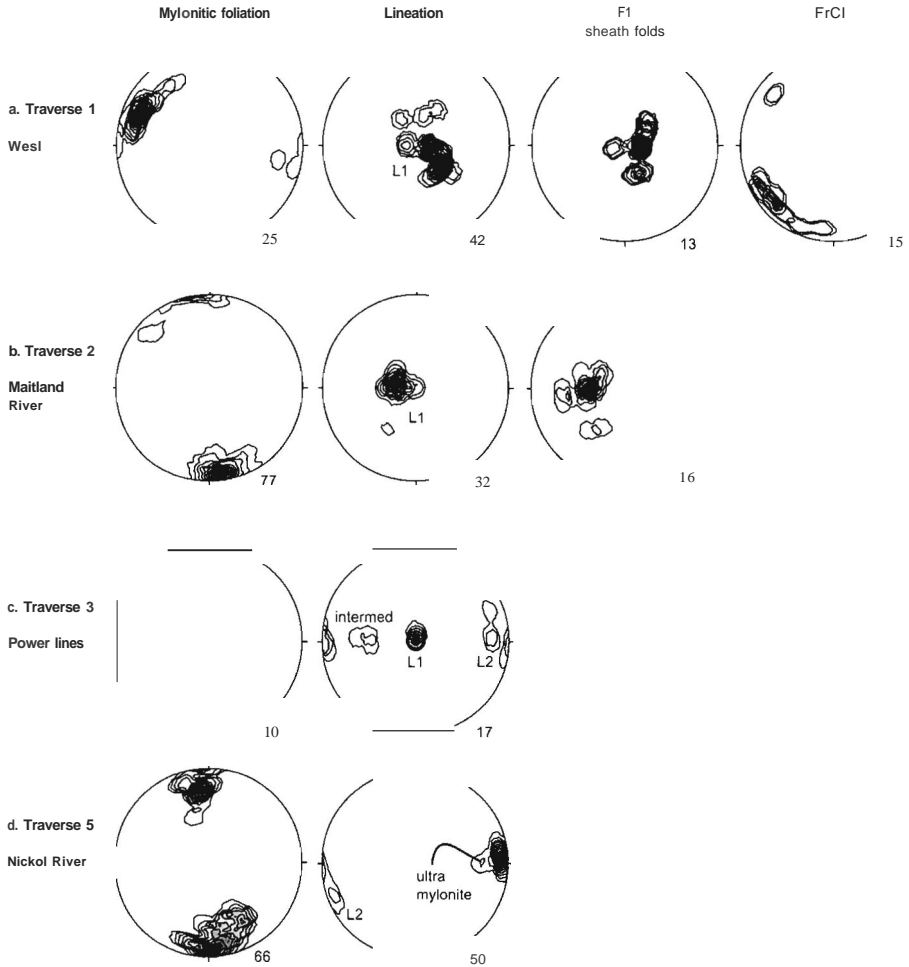 Mylonitic foliation Lineation F1 FrCI
sheath folds
a. Traverse 1
Wesl
L1
25 42 13 15
b. Traverse 2
Maitland
River
L1
77 32 16
c. Traverse 3
Power lines
intermed
L1 L2
10 17
d. Traverse 5
Nickol River
ultra
mylonite
L2
66 50